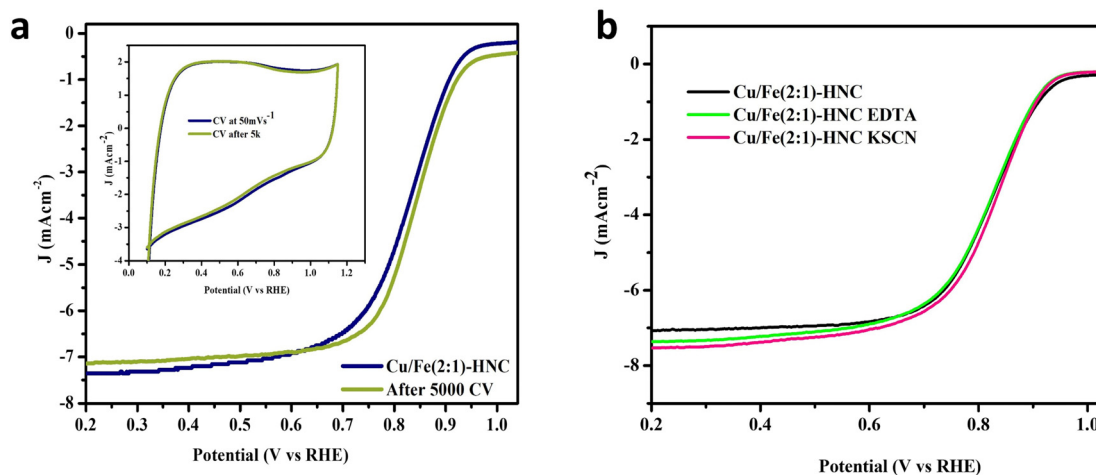 a
0
-1
-2
-3
-4
-5
-6
-7
-8
J (mAcm-2)
0.2 0.3 0.4 0.5 0.6 0.7 0.8 0.9 1.0
Potential (V vs RHE)
Cu/Fe(2:1)-HNC
After 5000 CV
2
1
0
-1
-2
-3
-4
J (mAcm-2)
0.0 0.2 0.4 0.6 0.8 1.0 1.2
Potential (V vs RHE)
CV at 50mVs-1
CV after 5k
b
0
-2
-4
-6
-8
J (mAcm-2)
0.2 0.4 0.6 0.8 1.0
Potential (V vs RHE)
Cu/Fe(2:1)-HNC
Cu/Fe(2:1)-HNC EDTA
Cu/Fe(2:1)-HNC KSCN